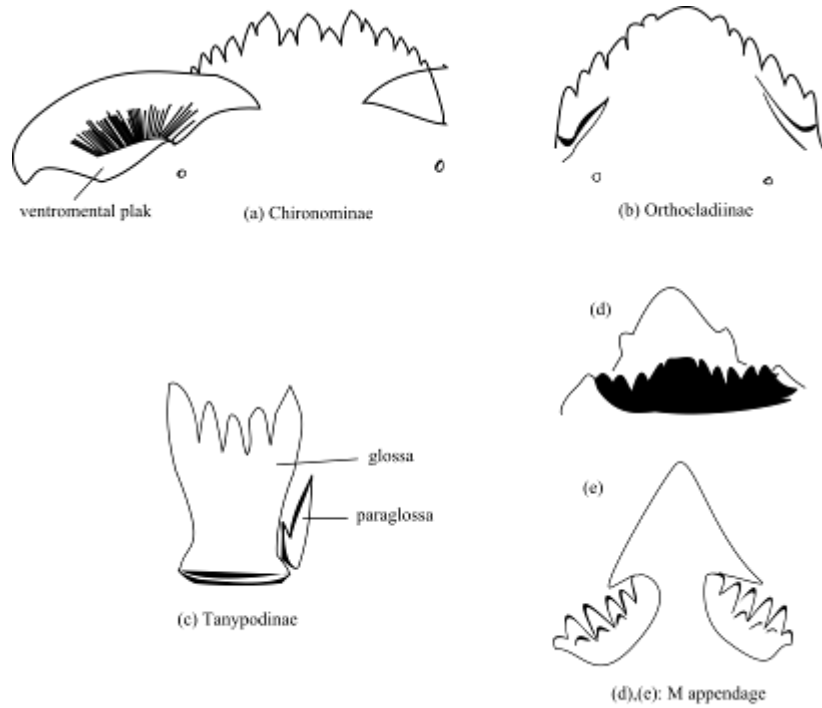 ventromental plak
(a) Chironominae
(b) Orthocladiinae
(d)
glossa
(e)
paraglossa
(c) Tanypodinae
(d),(e): M appendage